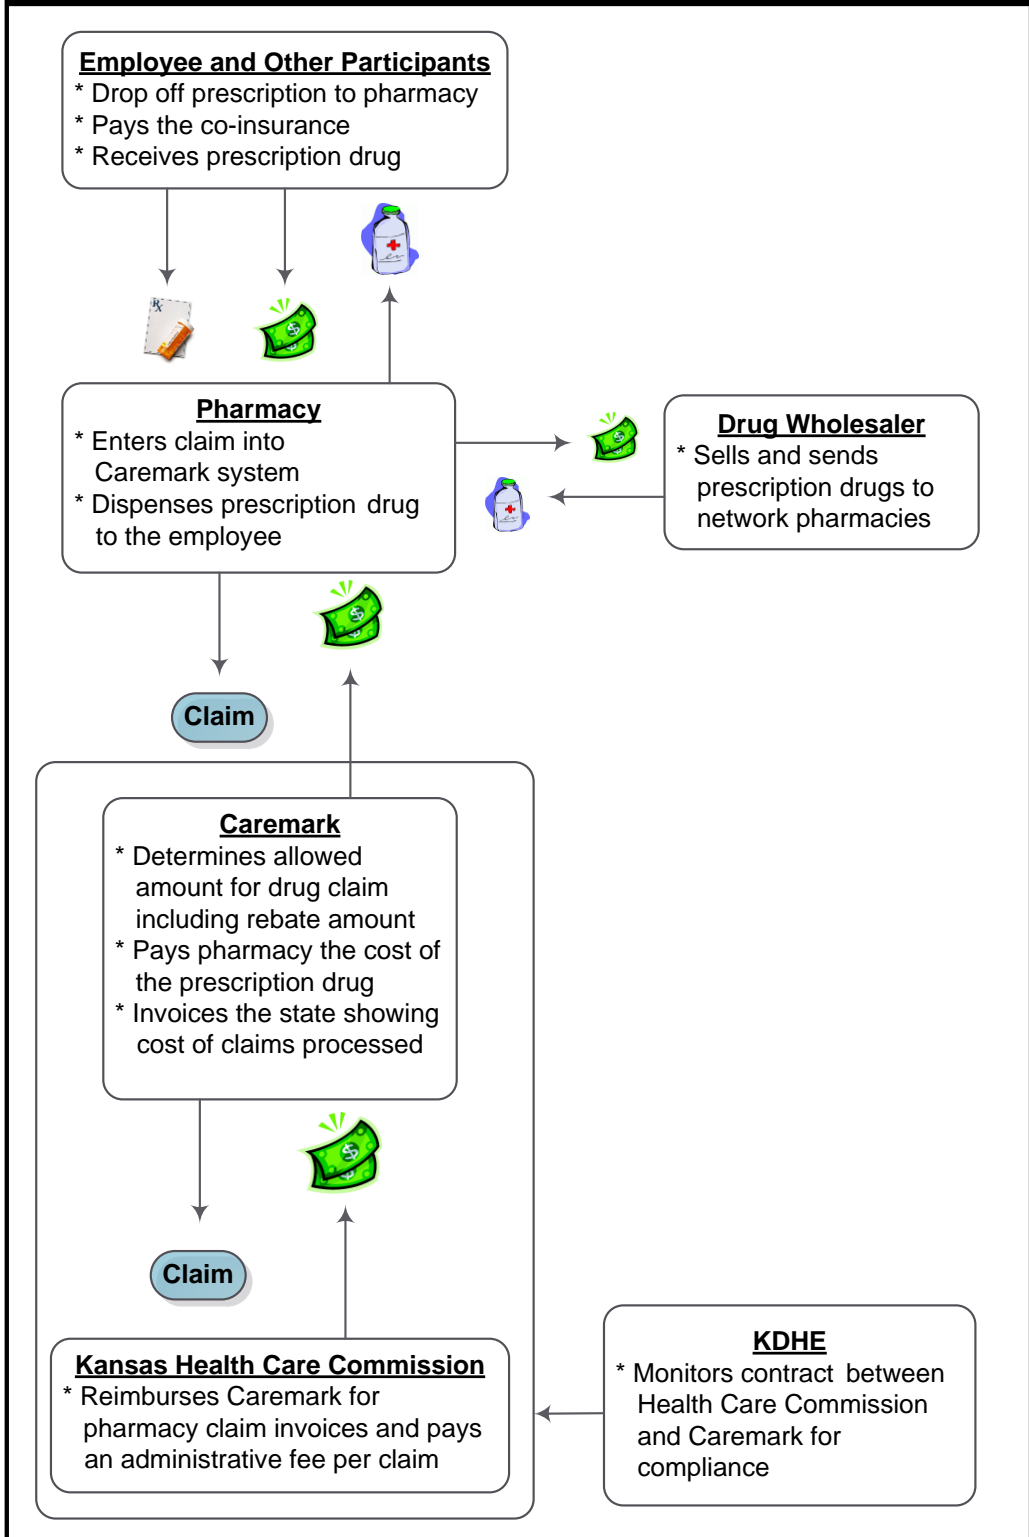 Employee and Other Participants
* Drop off prescription to pharmacy
* Pays the co-insurance
* Receives prescription drug
Rx
Pharmacy
* Enters claim into
Caremark system
* Dispenses prescription drug
to the employee
Drug Wholesaler
* Sells and sends
prescription drugs to
network pharmacies
Claim
Caremark
* Determines allowed
amount for drug claim
including rebate amount
* Pays pharmacy the cost of
the prescription drug
* Invoices the state showing
cost of claims processed
Claim
Kansas Health Care Commission
* Reimburses Caremark for
pharmacy claim invoices and pays
an administrative fee per claim
KDHE
* Monitors contract between
Health Care Commission
and Caremark for
compliance